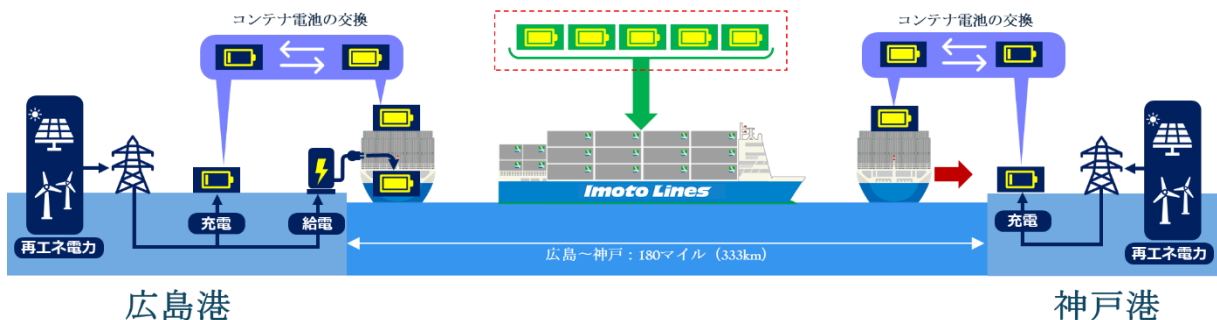 コンテナ電池の交換
コンテナ電池の交換
Imoto Lines
充電
給電
充電
再エネ電力
再エネ電力
広島~神戸:180マイル (333km)
広島港
神戸港